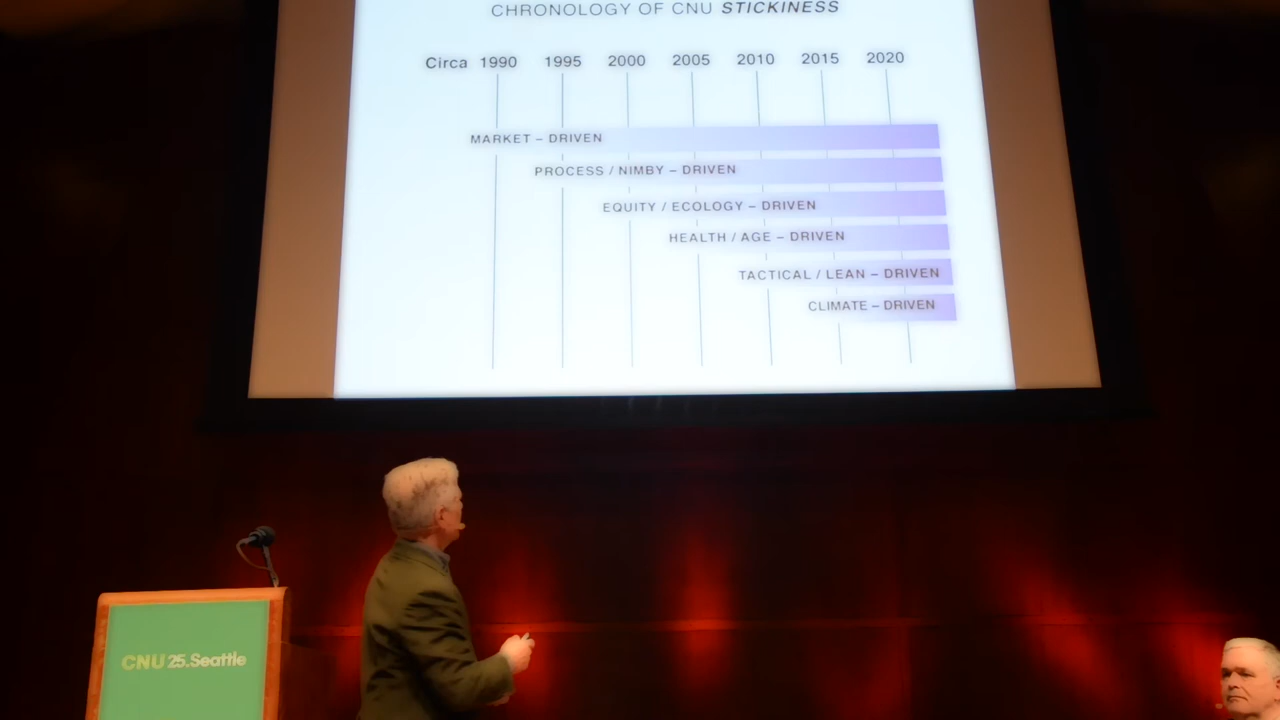 CHRONOLOGY OF CNU STICKINESS
Circa 1990 1995 2000 2005 2010 2015 2020
MARKET – DRIVEN
PROCESS / NIMBY – DRIVEN
EQUITY / ECOLOGY – DRIVEN
HEALTH / AGE – DRIVEN
TACTICAL / LEAN – DRIVEN
CLIMATE – DRIVEN
CNU 25.Seattle